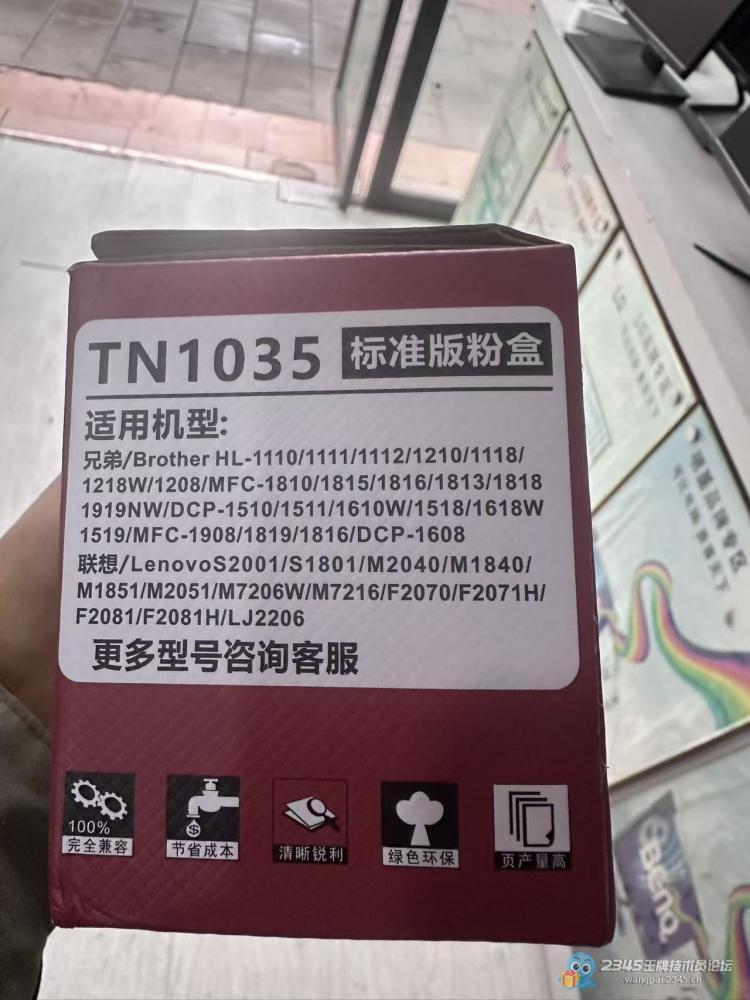 TN1035 标准版粉盒
适用机型:
兄弟/Brother HL-1110/1111/1112/1210/1118/
1218W/1208/MFC-1810/1815/1816/1813/1818
1919NW/DCP-1510/1511/1610W/1518/1618W
1519/MFC-1908/1819/1816/DCP-1608
联想/LenovoS2001/S1801/M2040/M1840/
M1851/M2051/M7206W/M7216/F2070/F2071H/
F2081/F2081H/LJ2206
更多型号咨询客服
100%
完全兼容
节省成本
清晰锐利
绿色环保
页产量高
BenQ
2345王牌技术员论坛
wangpai2345.cn